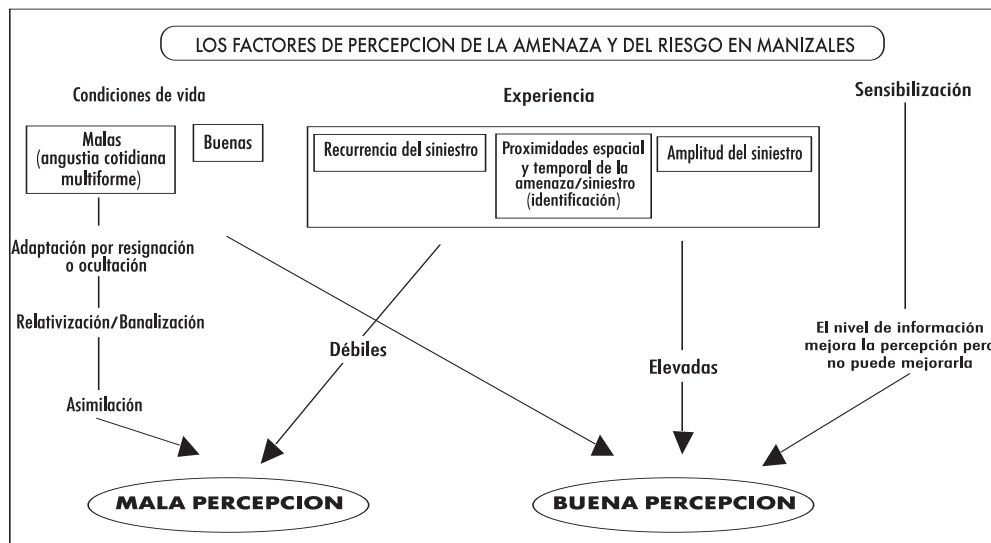 LOS FACTORES DE PERCEPCION DE LA AMENAZA Y DEL RIESGO EN MANIZALES
Condiciones de vida
Experiencia
Sensibilización
Malas
(angustia cotidiana
multiforme)
Buenas
Recurrencia del siniestro
Proximidades espacial
y temporal de la
amenaza/siniestro
(identificación)
Amplitud del siniestro
Adaptación por resignación
o ocultación
Relativización/Banalización
Asimilación
Débiles
Elevadas
El nivel de información
mejora la percepción perc
no puede mejorarla
MALA PERCEPCION
BUENA PERCEPCION